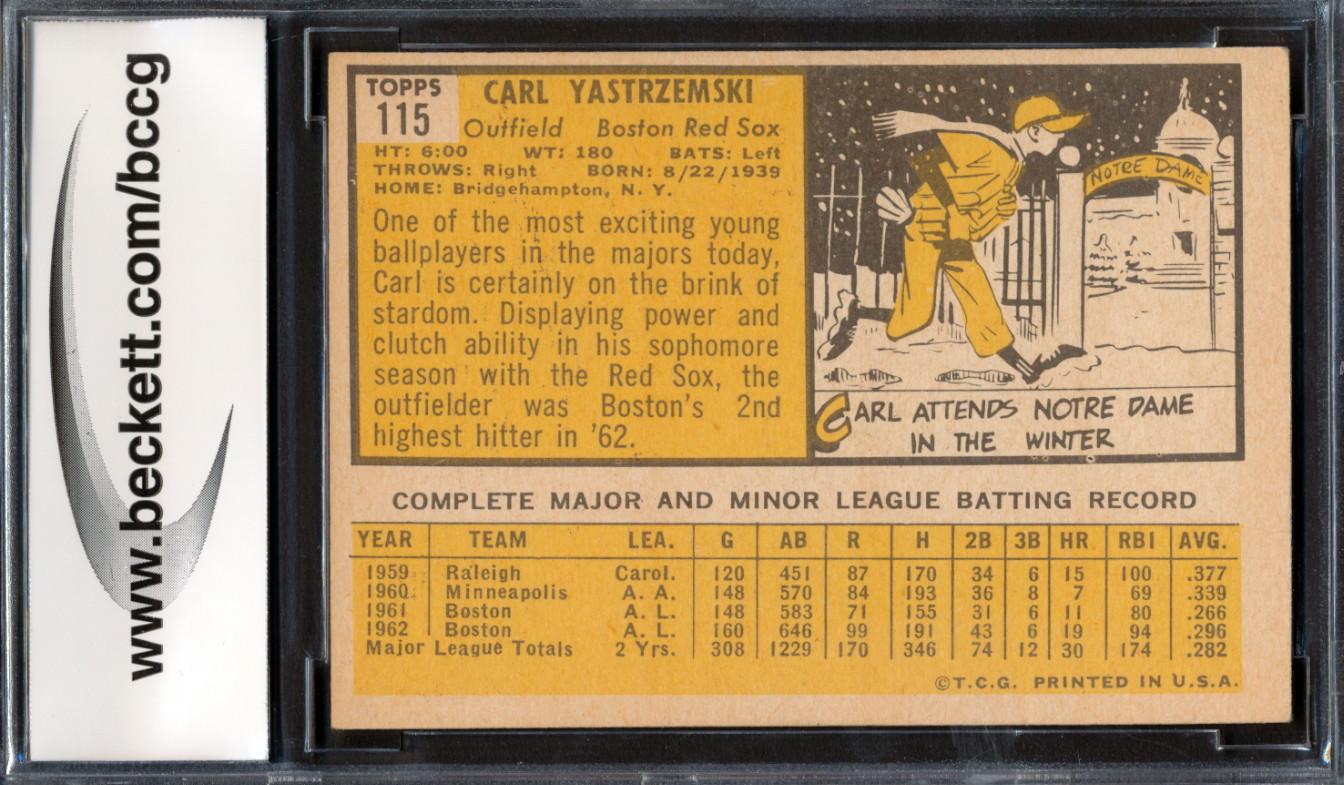 www.beckett.com/bccg
TOPPS
115
CARL YASTRZEMSKI
Outfield Boston Red Sox
HT: 6:00 WT: 180 BATS: Left
THROWS: Right BORN: 8/22/1939
HOME: Bridgehampton, N. Y.
One of the most exciting young
ballplayers in the majors today,
Carl is certainly on the brink of
stardom. Displaying power and
clutch ability in his sophomore
season with the Red Sox, the
outfielder was Boston's 2nd
highest hitter in '62.
NOTRE DAME
CARL ATTENDS NOTRE DAME
IN THE WINTER
COMPLETE MAJOR AND MINOR LEAGUE BATTING RECORD
YEAR TEAM LEA. G AB R H 2B 3B HR RBI AVG.
1959 Raleigh Carol. 120 451 87 170 34 6 15 100 .377
1960 Minneapolis A. A. 148 570 84 193 36 8 7 69 .339
1961 Boston A. L. 148 583 71 155 31 6 11 80 .266
1962 Boston A. L. 160 646 99 191 43 6 19 94 .296
Major League Totals 2 Yrs. 308 1229 170 346 74 12 30 174 .282
©T.C.G. PRINTED IN U.S.A.